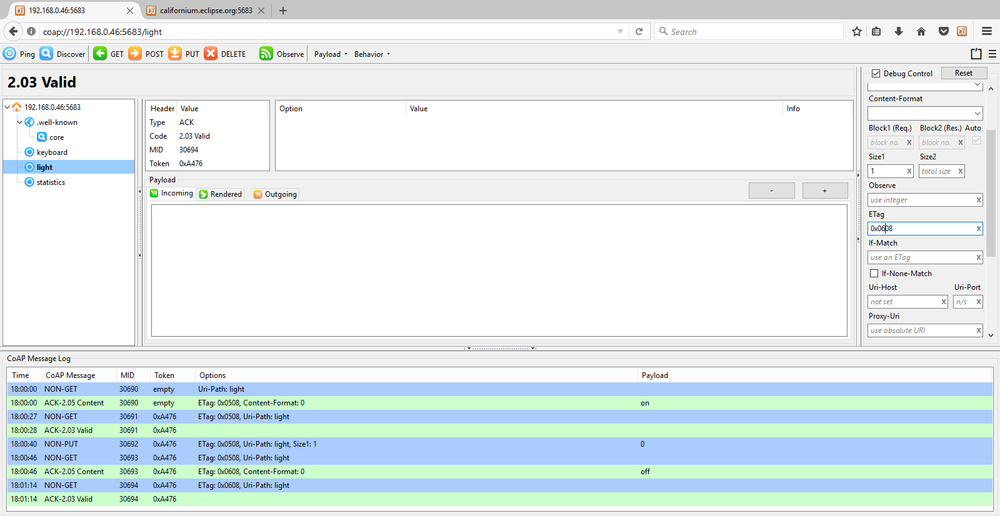 192.168.0.46:5683
californium.eclipse.org:5683
coap://192.168.0.46:5683/light
Search
Ping Discover GET POST PUT DELETE Observe Payload Behavior
2.03 Valid
Debug Control Reset
192.168.0.46:5683
.well-known
core
keyboard
light
statistics
Header Value
Type ACK
Code 2.03 Valid
MID 30694
Token 0xA476
Option Value Info
Payload
Incoming Rendered Outgoing - +
Content-Format
Block1 (Req.) Block2 (Res.) Auto
block no. x block no. x
Size1 Size2
1 x total size x
Observe
use integer x
ETag
0x0608 x
If-Match
use an ETag x
If-None-Match
Uri-Host Uri-Port
not set x n/s x
Proxy-Uri
use absolute URI x
CoAP Message Log
Time CoAP Message MID Token Options Payload
18:00:00 NON-GET 30690 empty Uri-Path: light
18:00:00 ACK-2.05 Content 30690 empty ETag: 0x0508, Content-Format: 0 on
18:00:27 NON-GET 30691 0xA476 ETag: 0x0508, Uri-Path: light
18:00:28 ACK-2.03 Valid 30691 0xA476
18:00:40 NON-PUT 30692 0xA476 ETag: 0x0508, Uri-Path: light, Size1: 1 0
18:00:46 NON-GET 30693 0xA476 ETag: 0x0508, Uri-Path: light
18:00:46 ACK-2.05 Content 30693 0xA476 ETag: 0x0608, Content-Format: 0 off
18:01:14 NON-GET 30694 0xA476 ETag: 0x0608, Uri-Path: light
18:01:14 ACK-2.03 Valid 30694 0xA476